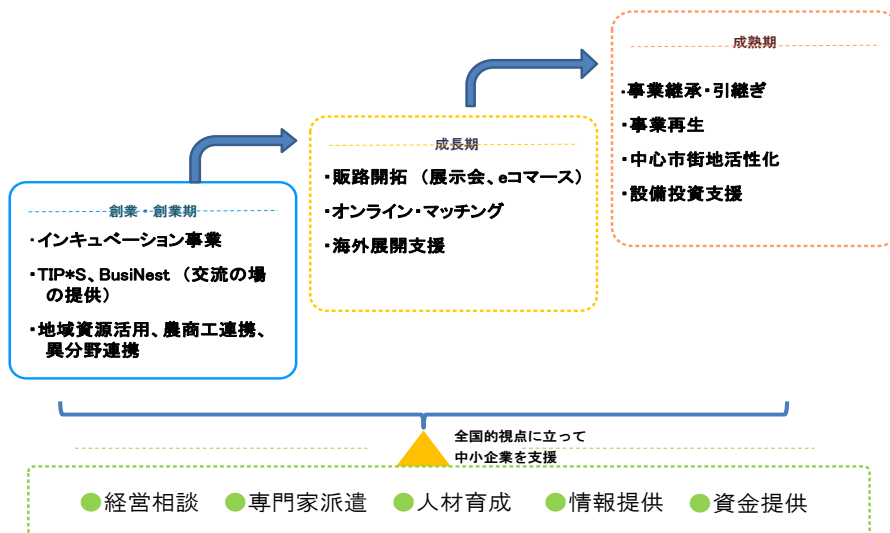 創業・創業期
・インキュベーション事業
・TIP*S、BusiNest （交流の場
の提供）
・地域資源活用、農商工連携、
異分野連携
成長期
・販路開拓 （展示会、eコマース）
・オンライン・マッチング
・海外展開支援
成熟期
・事業継承・引継ぎ
・事業再生
・中心市街地活性化
・設備投資支援
全国的視点に立って
中小企業を支援
●経営相談 ●専門家派遣 ●人材育成 ●情報提供 ●資金提供